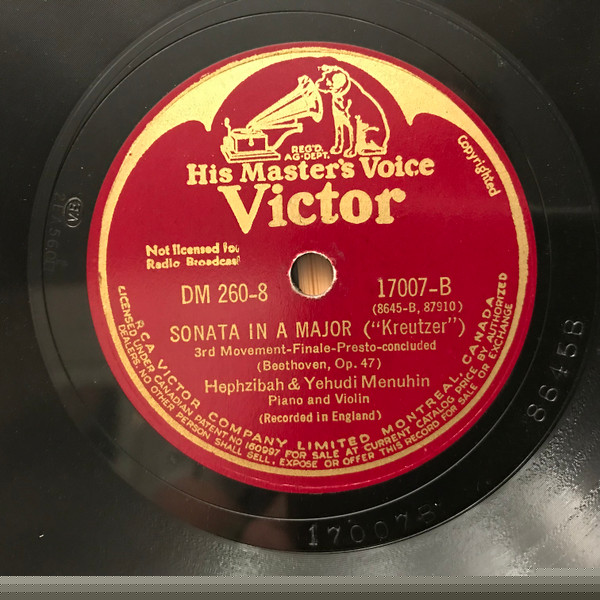 REG'D.
AG-DEPT.
His Master's Voice
Victor
Copyrighted
Not licensed for
Radio Broadcast
DM 260-8
17007-B
(8645-B, 87910)
SONATA IN A MAJOR ("Kreutzer")
3rd Movement-Finale-Presto-concluded
(Beethoven, Op. 47)
Hephzibah & Yehudi Menuhin
Piano and Violin
(Recorded in England)
R.C.A. VICTOR COMPANY LIMITED MONTREAL, CANADA
LICENSED UNDER CANADIAN PATENT NO 160997 FOR SALE AT CURRENT CATALOG PRICE BY AUTHORIZED
DEALERS. NO OTHER PERSON SHALL SELL, EXPOSE OR OFFER THIS RECORD FOR SALE OR EXCHANGE
8645B
17007B